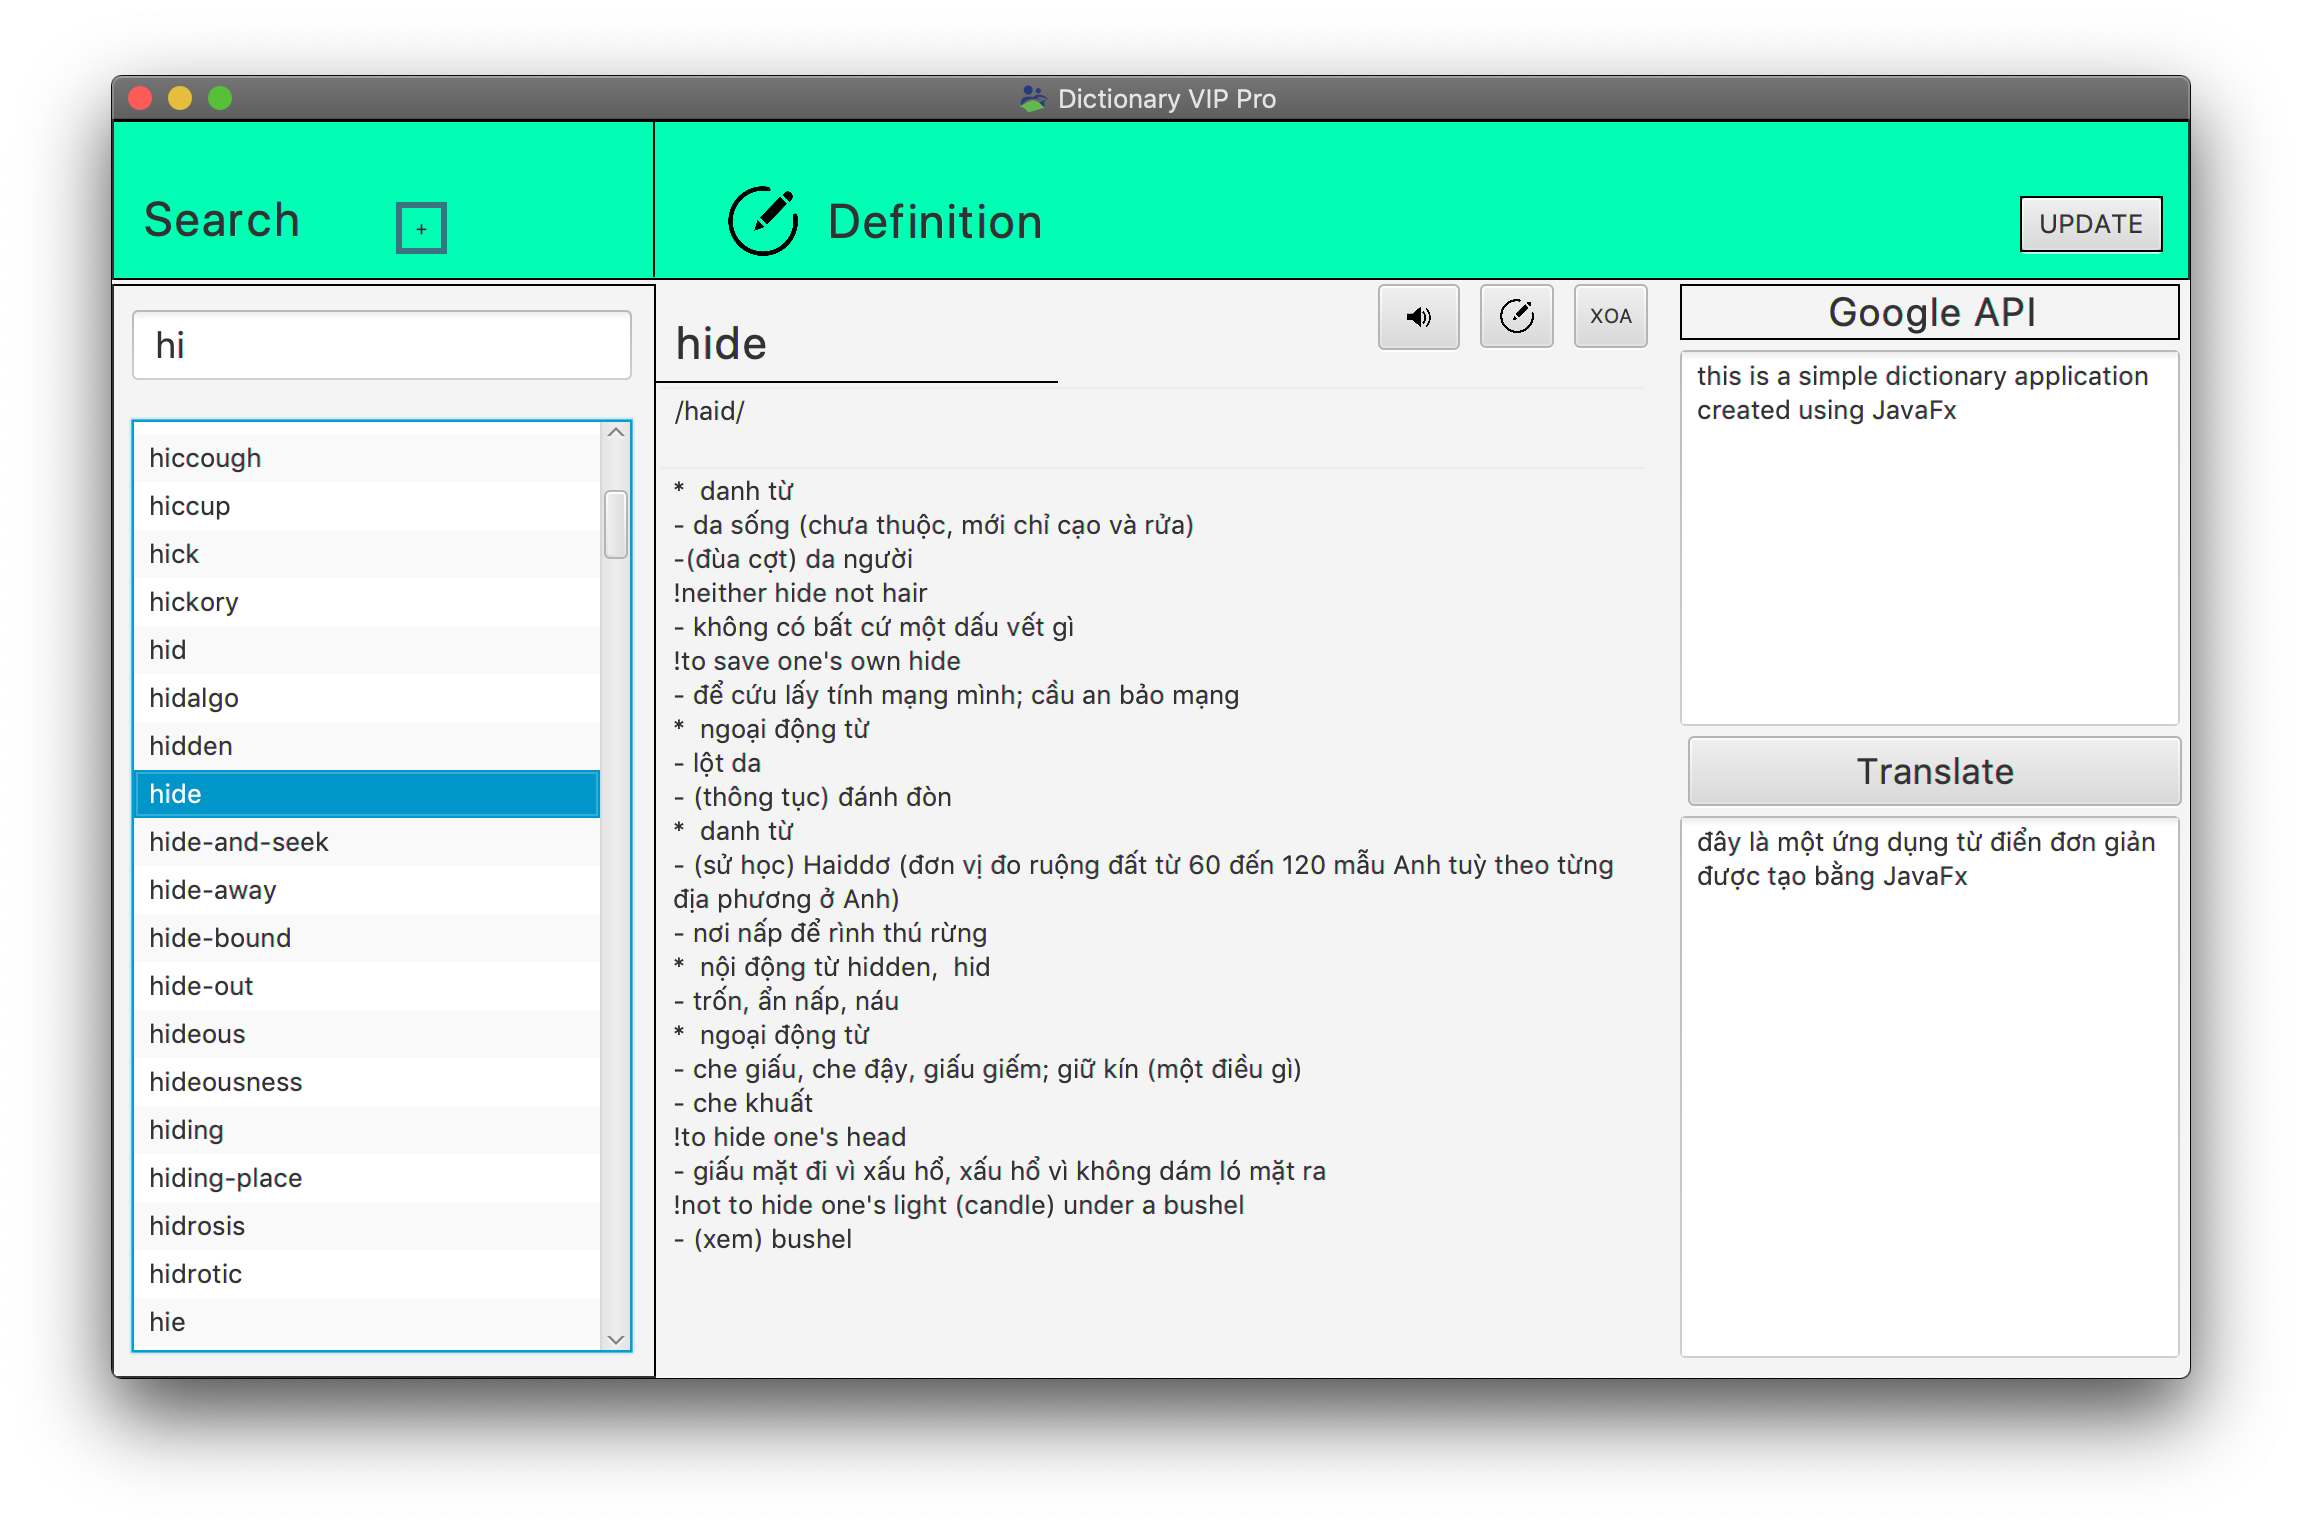 Dictionary VIP Pro
Search
+
Definition
UPDATE
hi
hiccough
hiccup
hick
hickory
hid
hidalgo
hidden
hide
hide-and-seek
hide-away
hide-bound
hide-out
hideous
hideousness
hiding
hiding-place
hidrosis
hidrotic
hie
hide
XOA
/haid/
*  danh từ
- da sống (chưa thuộc, mới chỉ cạo và rửa)
-(đùa cợt) da người
!neither hide not hair
- không có bất cứ một dấu vết gì
!to save one's own hide
- để cứu lấy tính mạng mình; cầu an bảo mạng
*  ngoại động từ
- lột da
- (thông tục) đánh đòn
*  danh từ
- (sử học) Haiddơ (đơn vị đo ruộng đất từ 60 đến 120 mẫu Anh tuỳ theo từng
địa phương ở Anh)
- nơi nấp để rình thú rừng
*  nội động từ hidden,  hid
- trốn, ẩn nấp, náu
*  ngoại động từ
- che giấu, che đậy, giấu giếm; giữ kín (một điều gì)
- che khuất
!to hide one's head
- giấu mặt đi vì xấu hổ, xấu hổ vì không dám ló mặt ra
!not to hide one's light (candle) under a bushel
- (xem) bushel
Google API
this is a simple dictionary application
created using JavaFx
Translate
đây là một ứng dụng từ điển đơn giản
được tạo bằng JavaFx